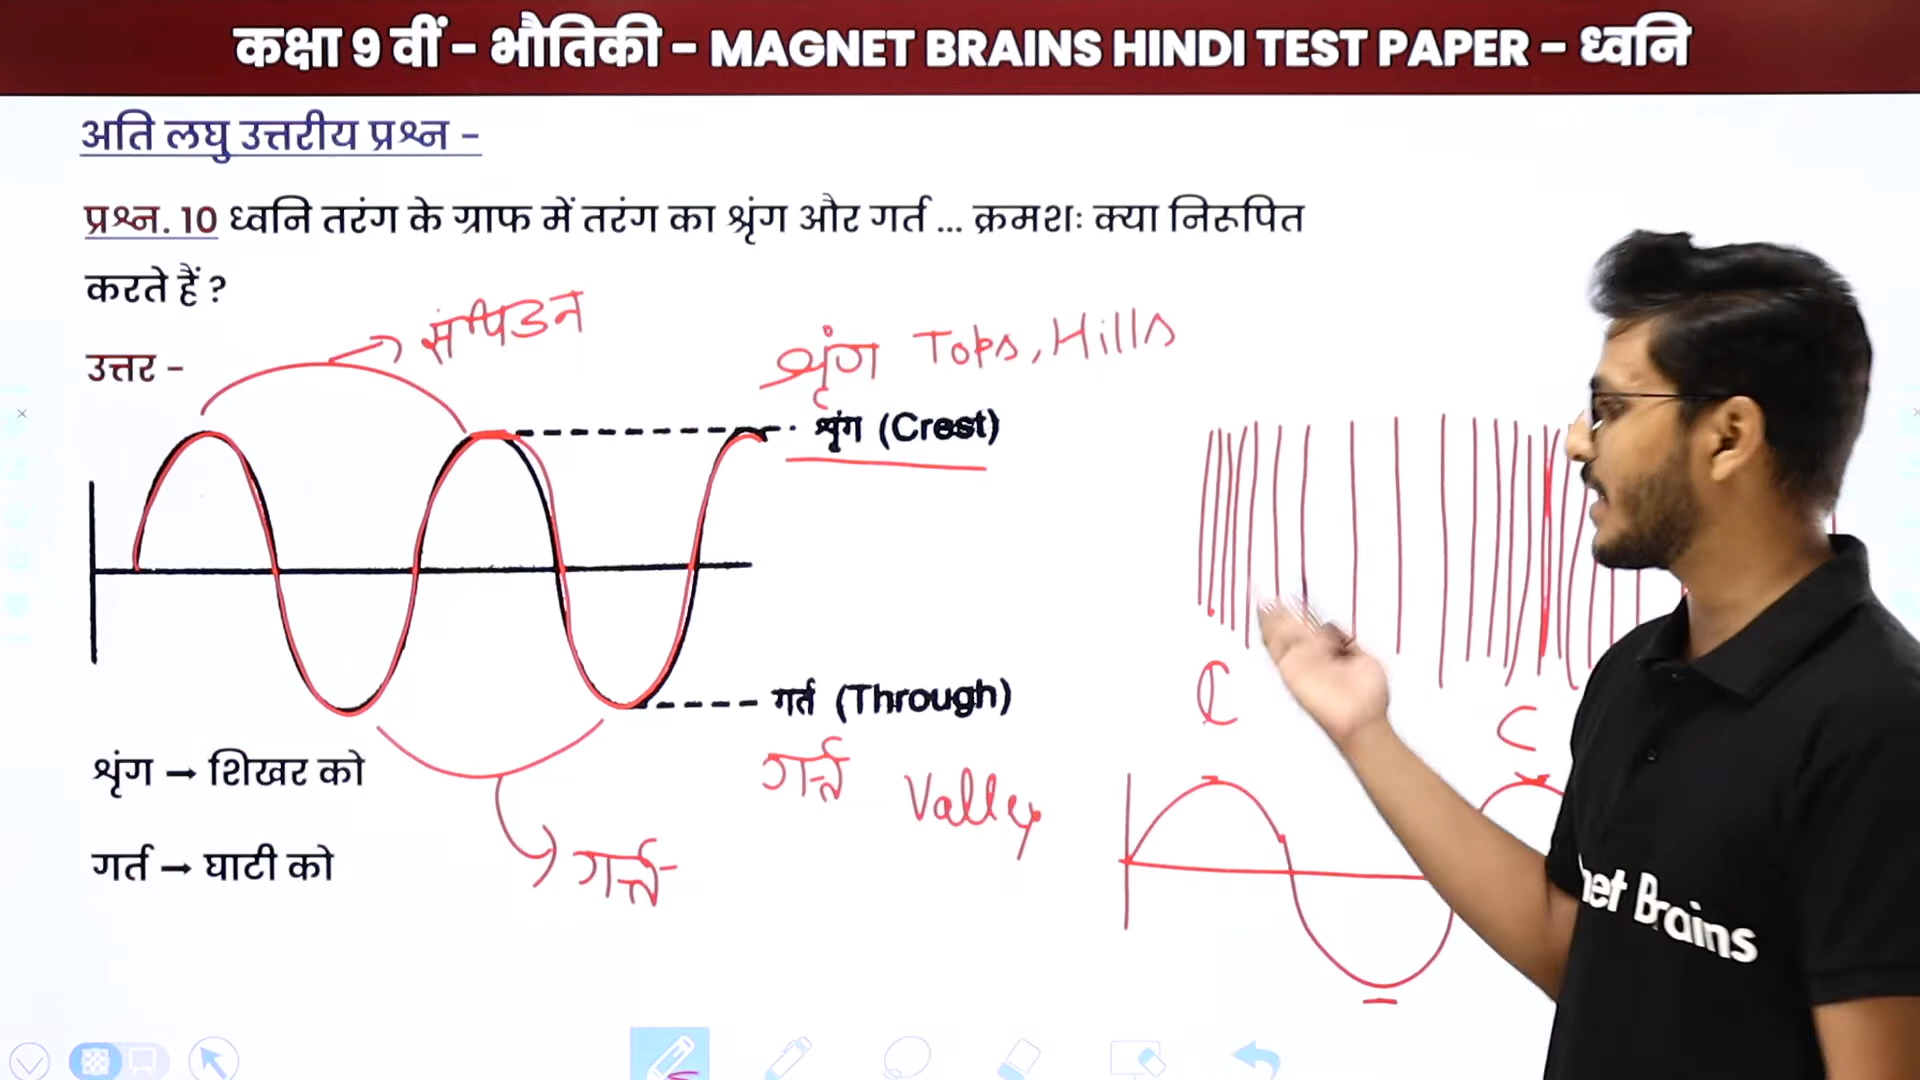 कक्षा 9 वीं - भौतिकी - MAGNET BRAINS HINDI TEST PAPER - ध्वनि
अति लघु उत्तरीय प्रश्न -
प्रश्न. 10 ध्वनि तरंग के ग्राफ में तरंग का श्रृंग और गर्त ... क्रमशः क्या निरूपित
करते हैं ?
उत्तर -
संपीडन
श्रृंग Tops, Hills
श्रृंग (Crest)
गर्त (Through)
C
C
गर्त Valley
श्रृंग → शिखर को
गर्त → घाटी को
गर्त
net Brains